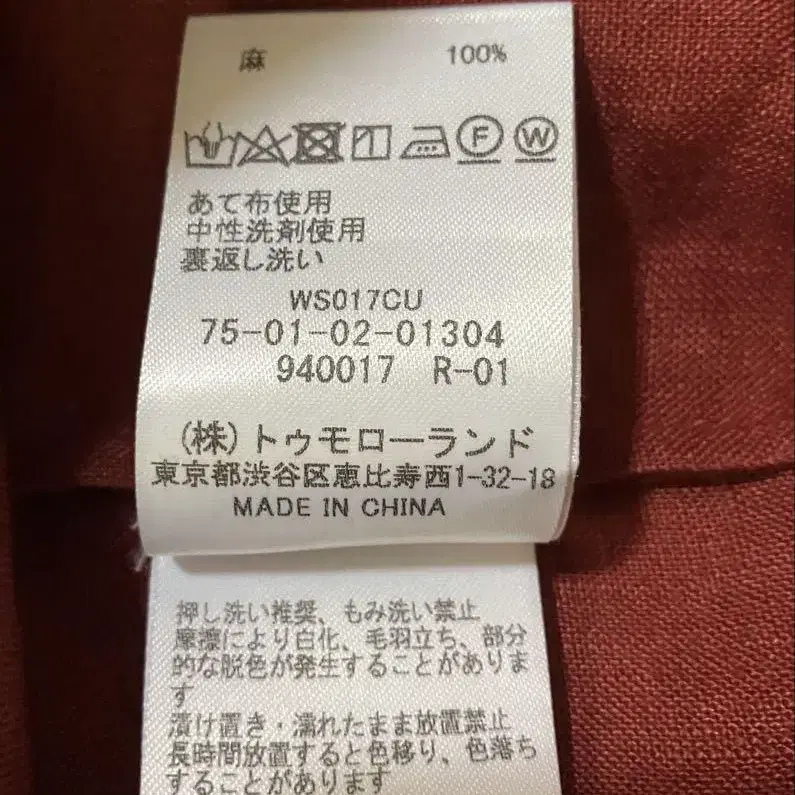 麻 100%
F W
あて布使用
中性洗剤使用
裏返し洗い
WS017CU
75-01-02-01304
940017 R-01
(株)トゥモローランド
東京都渋谷区恵比寿西1-32-18
MADE IN CHINA
押し洗い推奨、もみ洗い禁止
摩擦により白化、毛羽立ち、部分
的な脱色が発生することがありま
す
漬け置き・濡れたまま放置禁止
長時間放置すると色移り、色落ち
することがあります